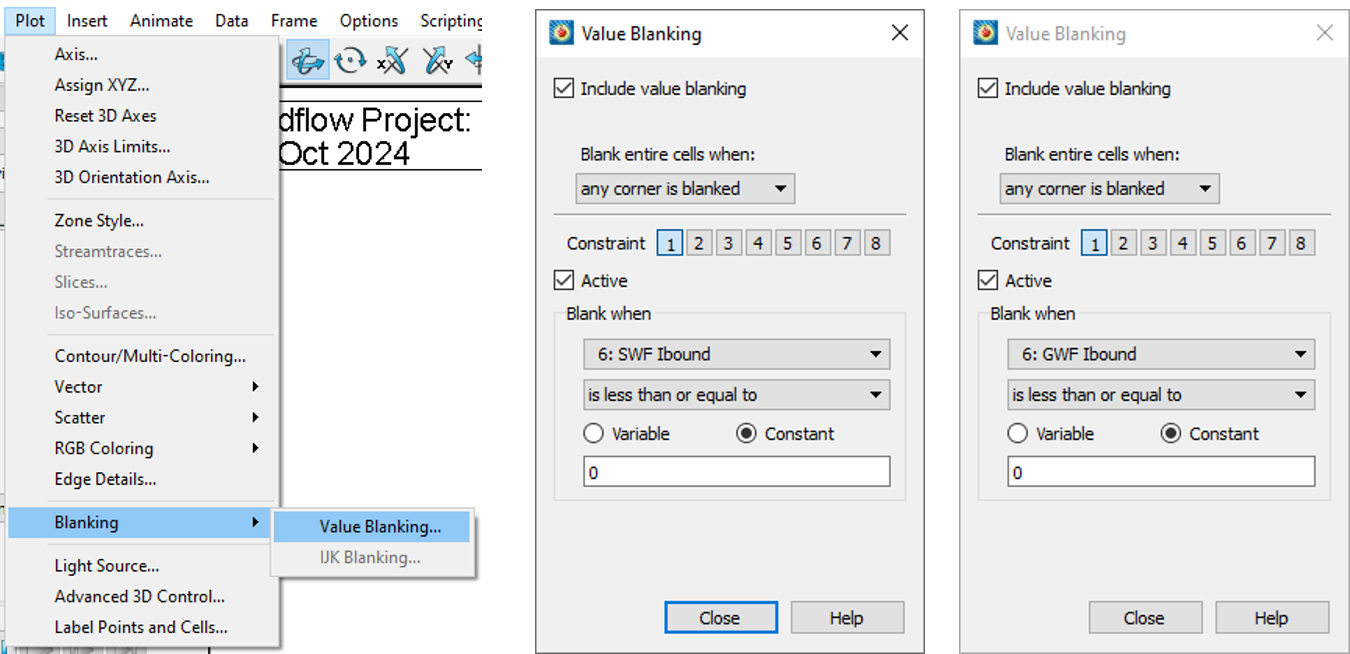 Plot Insert Animate Data Frame Options Scripting
Axis...
Assign XYZ...
Reset 3D Axes
3D Axis Limits...
3D Orientation Axis...
Zone Style...
Streamtraces...
Slices...
Iso-Surfaces...
Contour/Multi-Coloring...
Vector
Scatter
RGB Coloring
Edge Details...
Blanking
Light Source...
Advanced 3D Control...
Label Points and Cells...
Value Blanking...
IJK Blanking...
dflow Project:
Oct 2024
Value Blanking
Include value blanking
Blank entire cells when:
any corner is blanked
Constraint 1 2 3 4 5 6 7 8
Active
Blank when
6: SWF Ibound
is less than or equal to
Variable Constant
0
Close Help
Value Blanking
Include value blanking
Blank entire cells when:
any corner is blanked
Constraint 1 2 3 4 5 6 7 8
Active
Blank when
6: GWF Ibound
is less than or equal to
Variable Constant
0
Close Help